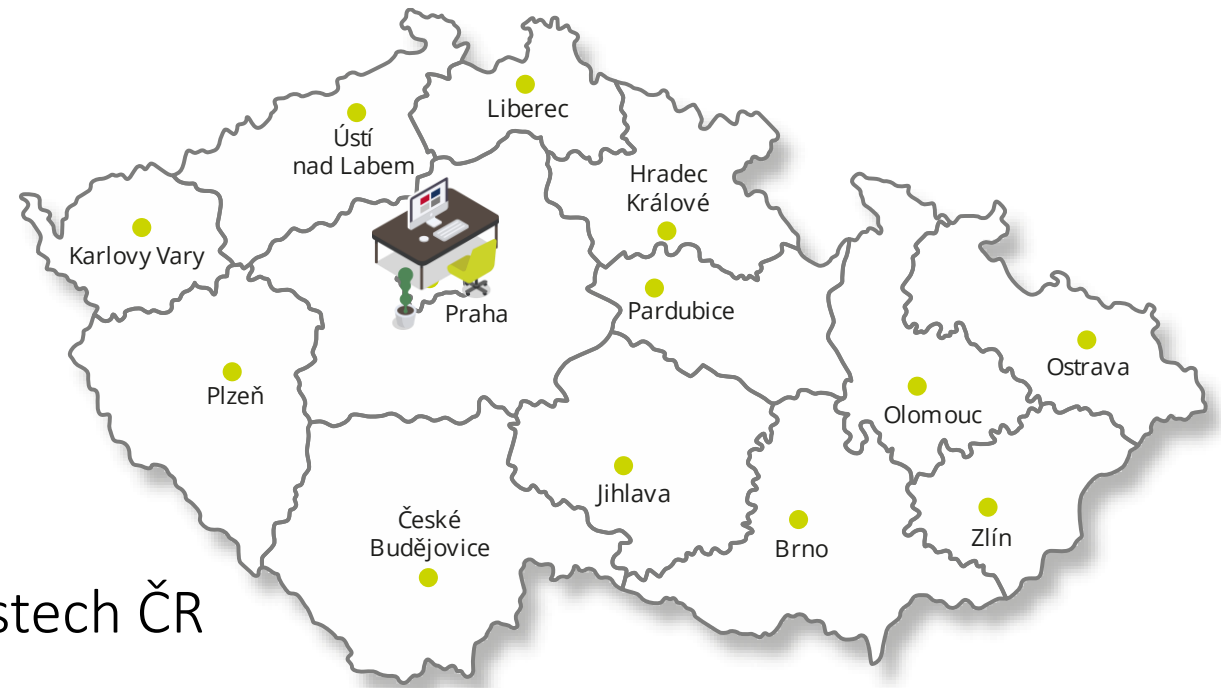 Liberec
Ústí
nad Labem
Hradec
Králové
Karlovy Vary
Praha
Pardubice
Ostrava
Plzeň
Olomouc
Jihlava
České
Budějovice
Brno
Zlín
stech ČR